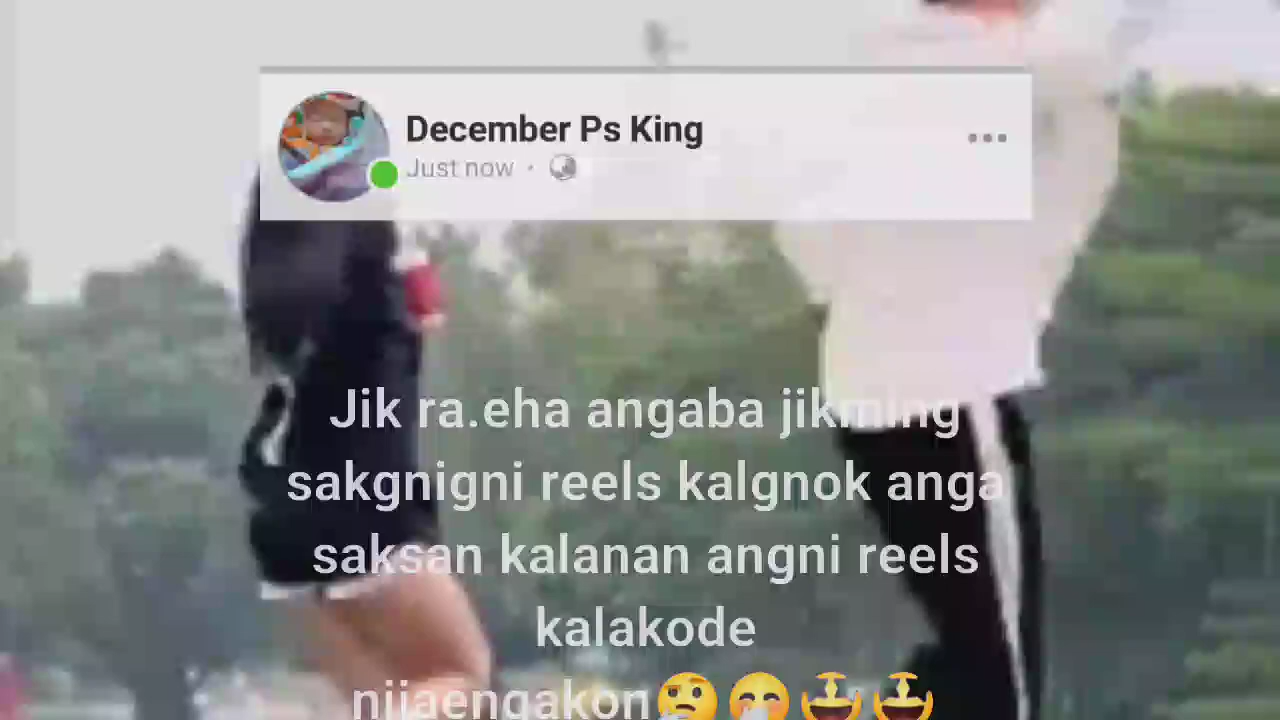 December Ps King
Just now ·
Jik ra.eha angaba jikming
sakgnigni reels kalgnok anga
saksan kalanan angni reels
kalakode
nijaengakon🤔🤭🤩🤩